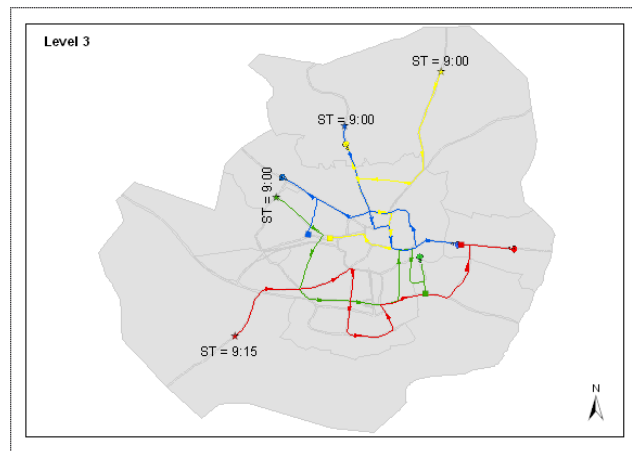 Level 3
ST = 9:00
ST = 9:00
ST = 9:00
ST = 9:15
N